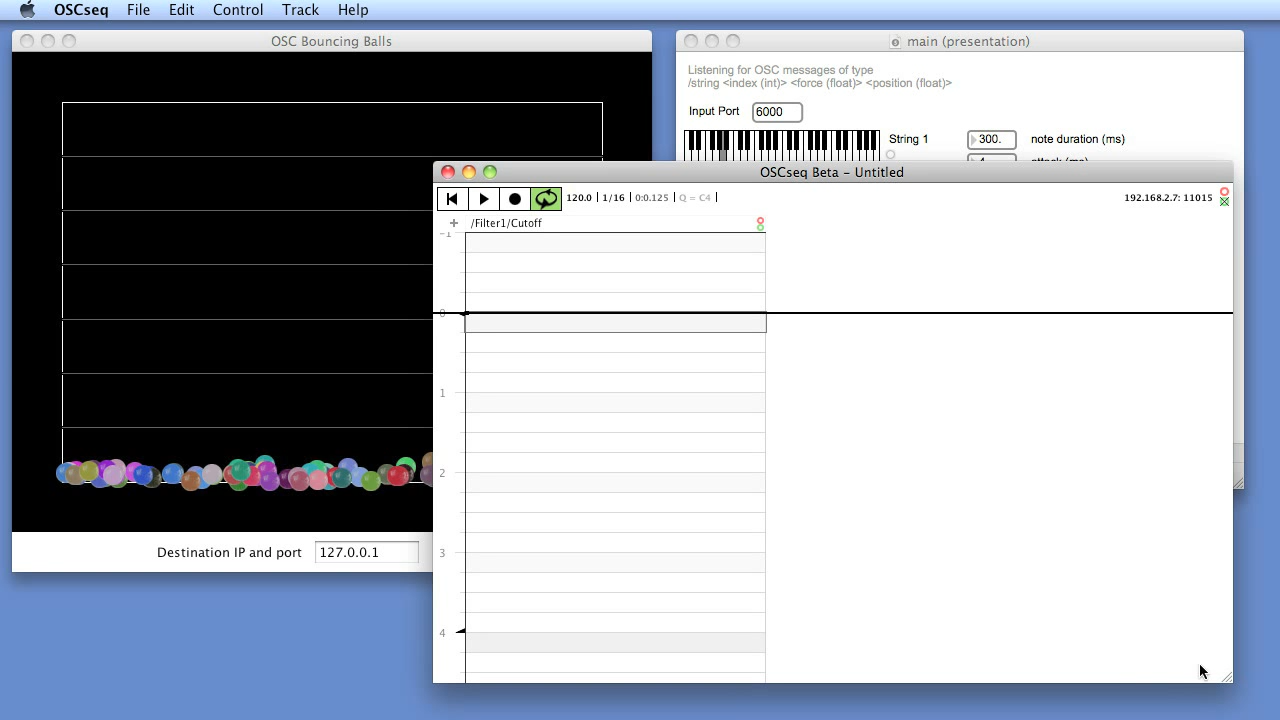 OSCseq File Edit Control Track Help
OSC Bouncing Balls
Destination IP and port 127.0.0.1
main (presentation)
Listening for OSC messages of type
/string <index (int)> <force (float)> <position (float)>
Input Port 6000
String 1 300. note duration (ms)
OSCseq Beta – Untitled
120.0 | 1/16 | 0:0.125 | Q = C4 | 192.168.2.7: 11015
+ /Filter1/Cutoff
-1
0
1
2
3
4